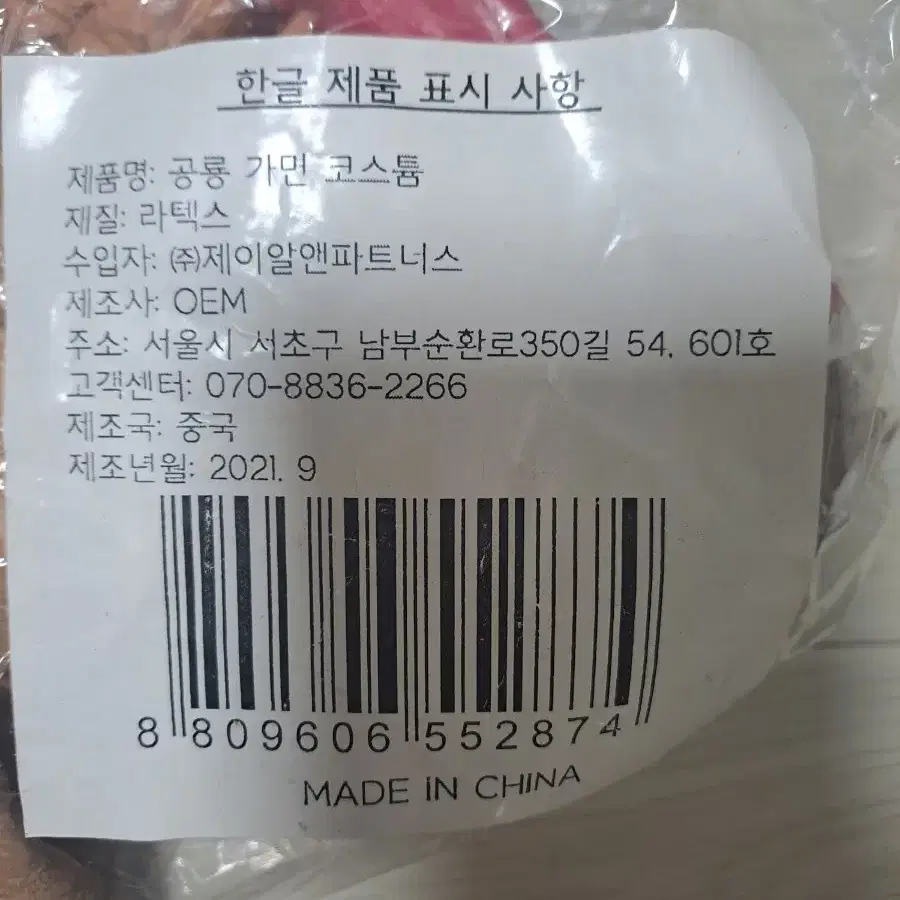 한글 제품 표시 사항
제품명: 공룡 가면 코스튬
재질: 라텍스
수입자: ㈜제이알앤파트너스
제조사: OEM
주소: 서울시 서초구 남부순환로350길 54, 601호
고객센터: 070-8836-2266
제조국: 중국
제조년월: 2021. 9
8 809606 552874
MADE IN CHINA